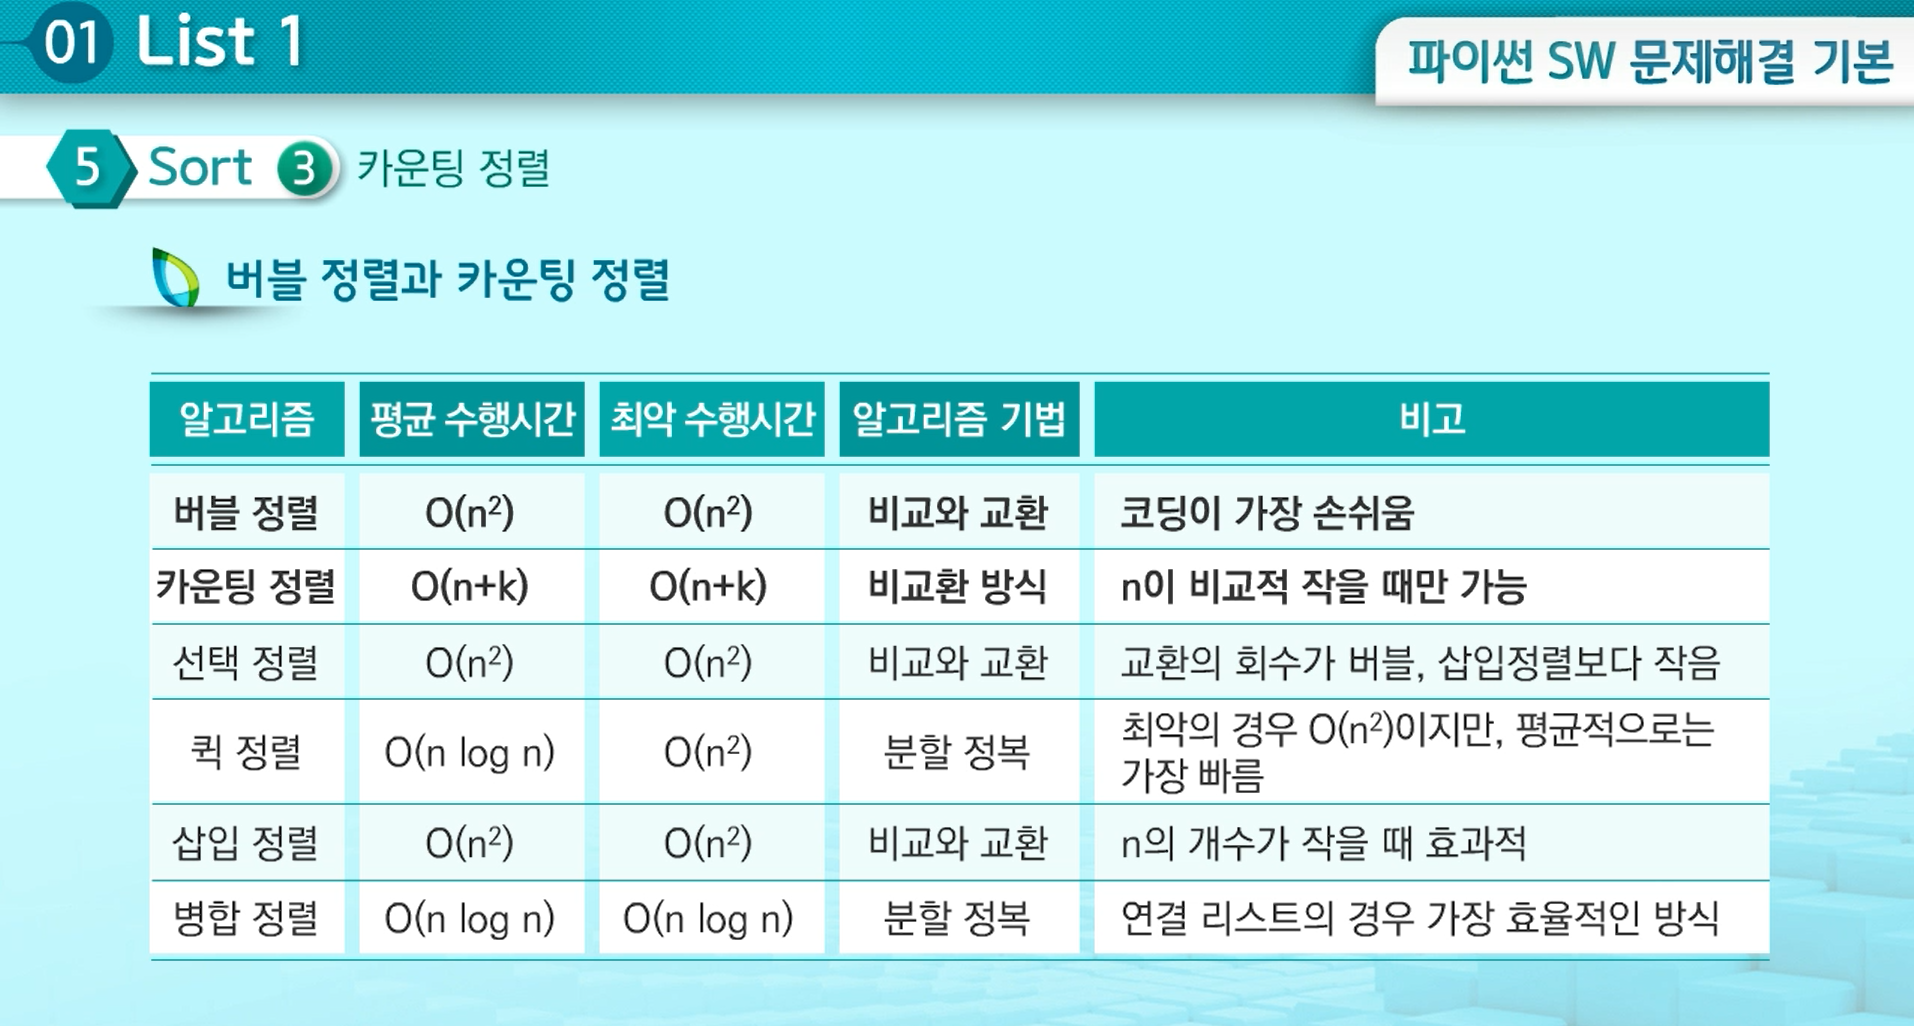 01 List 1
파이썬 SW 문제해결 기본
5 Sort 3 카운팅 정렬
버블 정렬과 카운팅 정렬
알고리즘 평균 수행시간 최악 수행시간 알고리즘 기법 비고
버블 정렬 O(n²) O(n²) 비교와 교환 코딩이 가장 손쉬움
카운팅 정렬 O(n+k) O(n+k) 비교환 방식 n이 비교적 작을 때만 가능
선택 정렬 O(n²) O(n²) 비교와 교환 교환의 회수가 버블, 삽입정렬보다 작음
퀵 정렬 O(n log n) O(n²) 분할 정복 최악의 경우 O(n²)이지만, 평균적으로는
가장 빠름
삽입 정렬 O(n²) O(n²) 비교와 교환 n의 개수가 작을 때 효과적
병합 정렬 O(n log n) O(n log n) 분할 정복 연결 리스트의 경우 가장 효율적인 방식